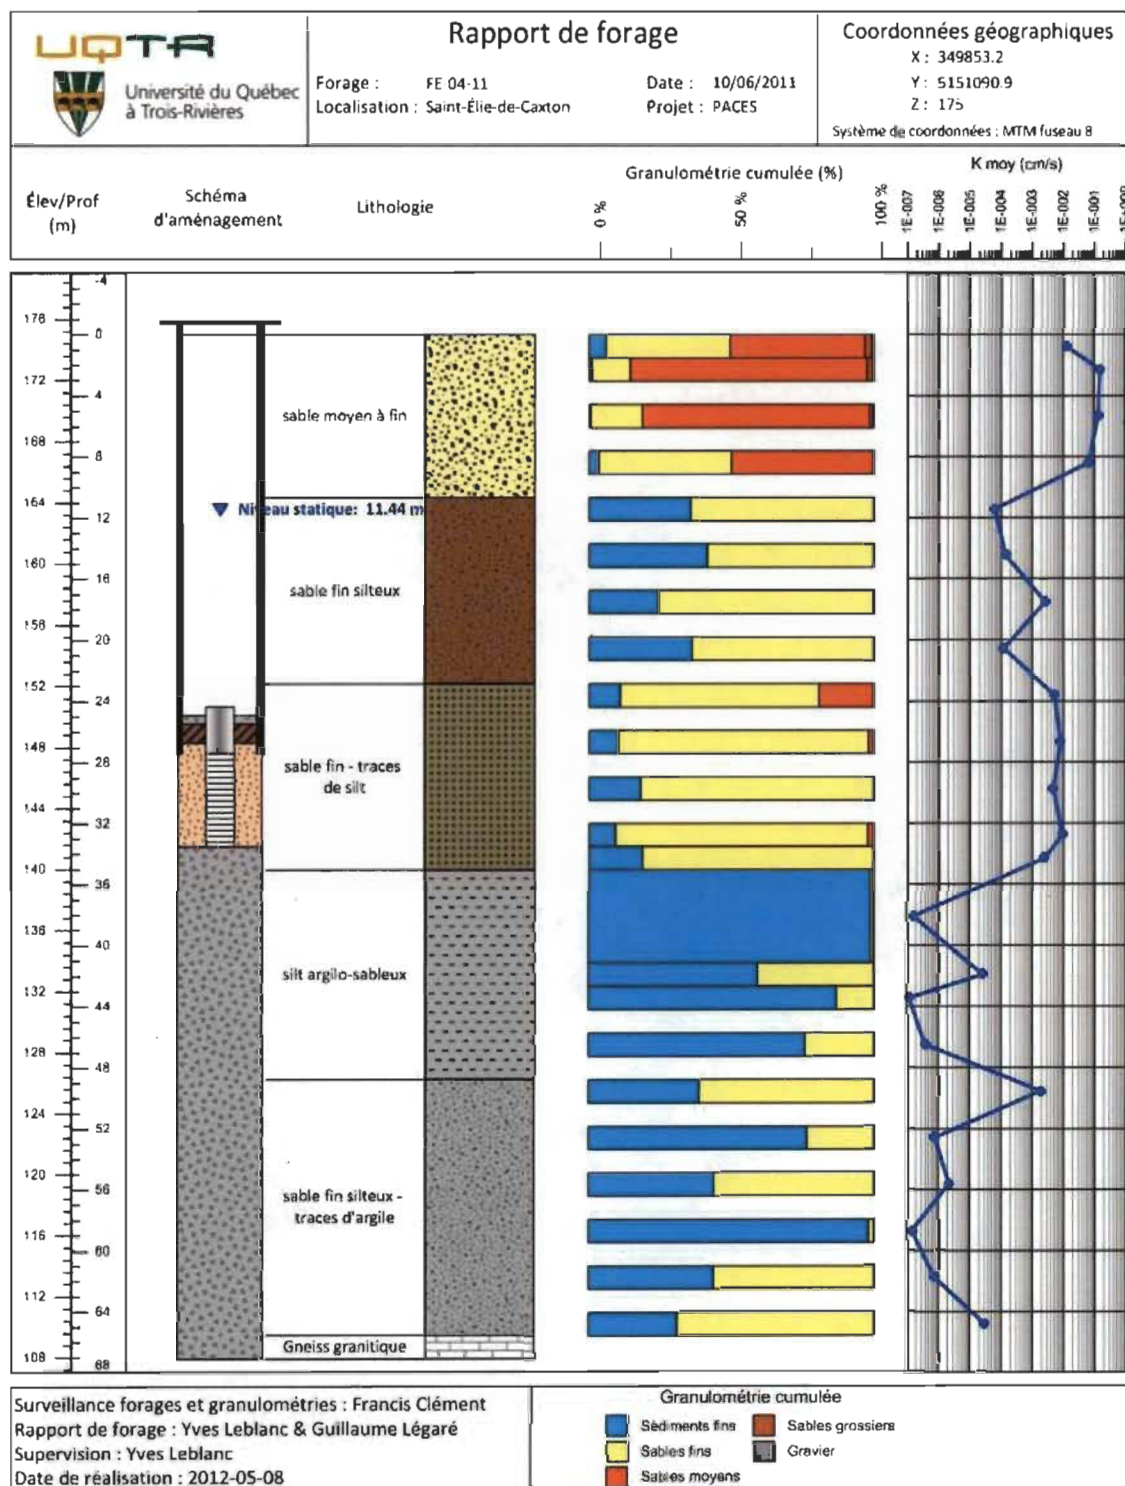 UQTR
Université du Québec
à Trois-Rivières
Rapport de forage
Forage : FE 04-11
Date : 10/06/2011
Localisation : Saint-Élie-de-Caxton
Projet : PACES
Coordonnées géographiques
X : 349853.2
Y : 5151090.9
Z : 175
Système de coordonnées : MTM fuseau 8
Élev/Prof
(m)
Schéma
d'aménagement
Lithologie
Granulométrie cumulée (%)
0 %
50 %
100 %
K moy (cm/s)
1E-007
1E-006
1E-005
1E-004
1E-003
1E-002
1E-001
1E+000
-4
176
0
172
4
168
8
164
12
160
16
156
20
152
24
148
28
144
32
140
36
136
40
132
44
128
48
124
52
120
56
116
60
112
64
108
68
sable moyen à fin
Niveau statique: 11.44 m
sable fin silteux
sable fin - traces
de silt
silt argilo-sableux
sable fin silteux -
traces d'argile
Gneiss granitique
Surveillance forages et granulométries : Francis Clément
Rapport de forage : Yves Leblanc & Guillaume Légaré
Supervision : Yves Leblanc
Date de réalisation : 2012-05-08
Granulométrie cumulée
Sédiments fins
Sables grossiers
Sables fins
Gravier
Sables moyens